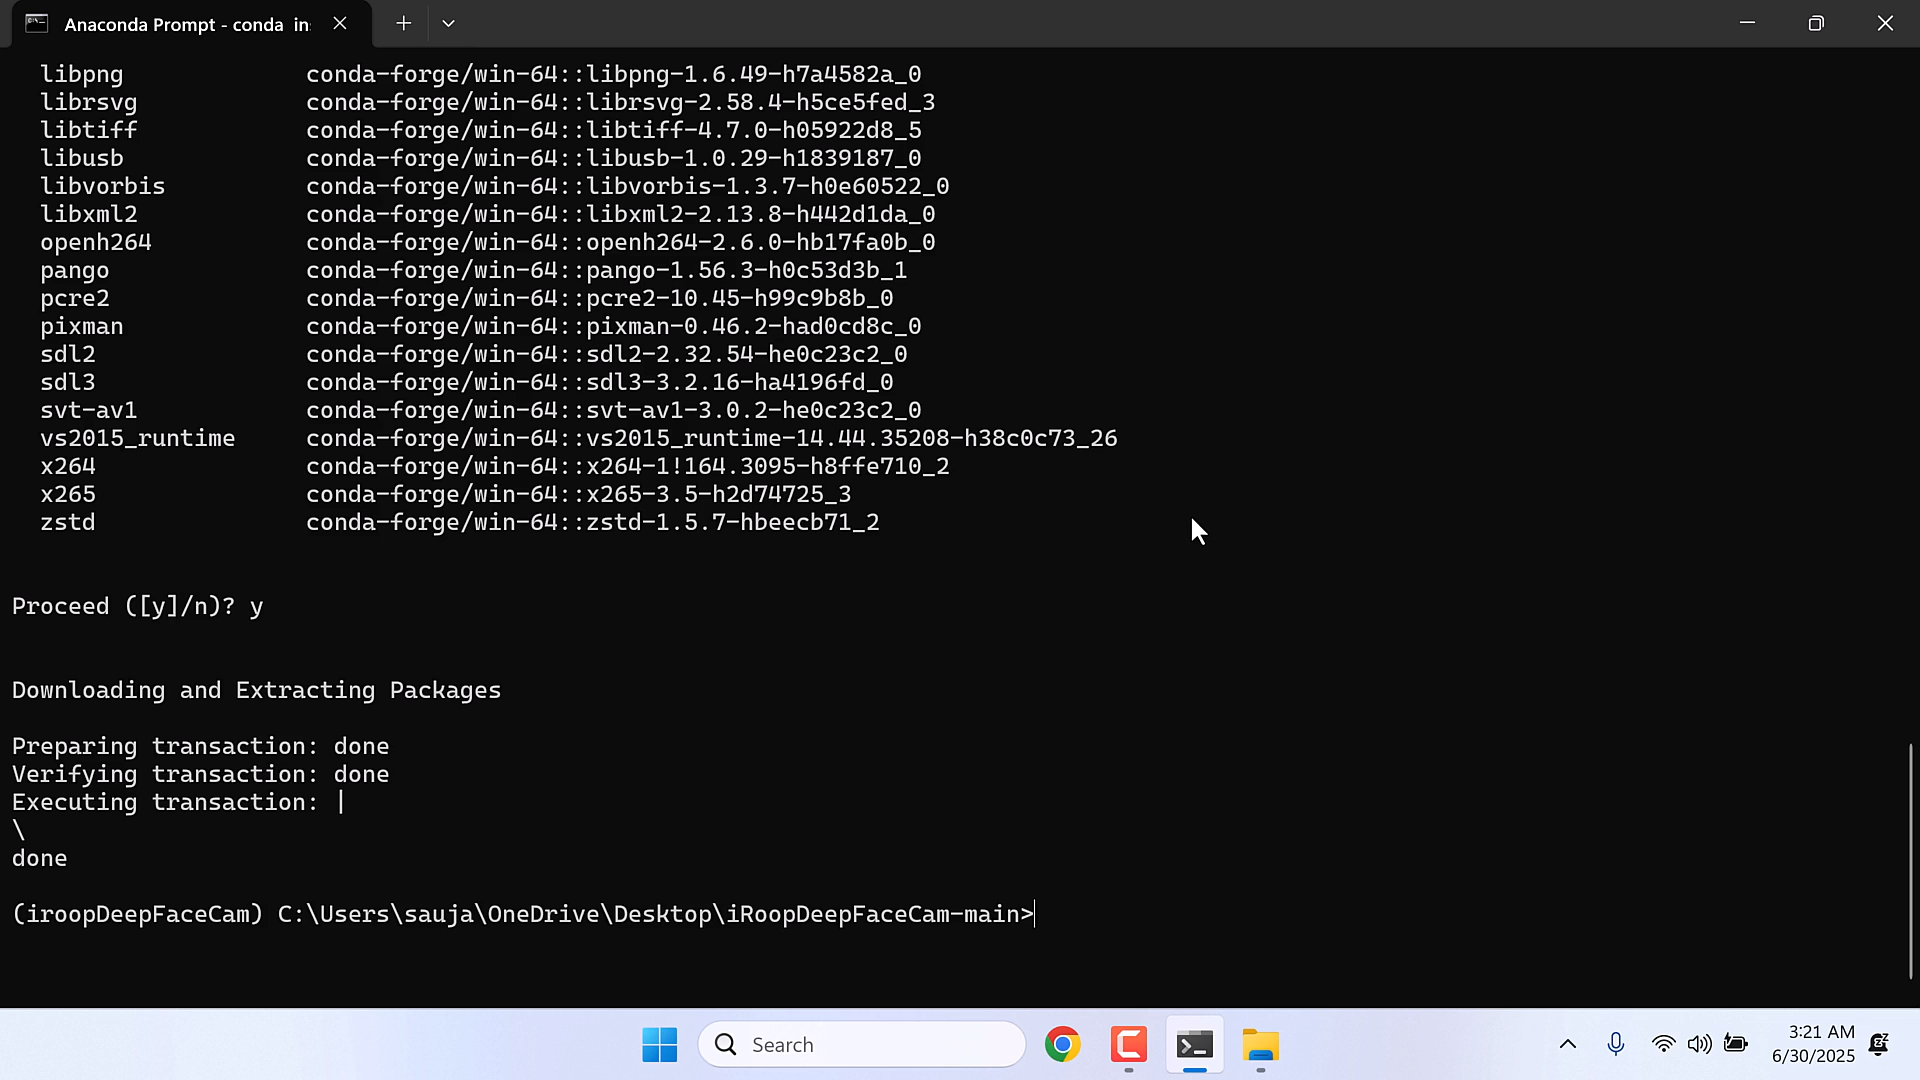 Anaconda Prompt - conda in
libpng conda-forge/win-64::libpng-1.6.49-h7a4582a_0
librsvg conda-forge/win-64::librsvg-2.58.4-h5ce5fed_3
libtiff conda-forge/win-64::libtiff-4.7.0-h05922d8_5
libusb conda-forge/win-64::libusb-1.0.29-h1839187_0
libvorbis conda-forge/win-64::libvorbis-1.3.7-h0e60522_0
libxml2 conda-forge/win-64::libxml2-2.13.8-h442d1da_0
openh264 conda-forge/win-64::openh264-2.6.0-hb17fa0b_0
pango conda-forge/win-64::pango-1.56.3-h0c53d3b_1
pcre2 conda-forge/win-64::pcre2-10.45-h99c9b8b_0
pixman conda-forge/win-64::pixman-0.46.2-had0cd8c_0
sdl2 conda-forge/win-64::sdl2-2.32.54-he0c23c2_0
sdl3 conda-forge/win-64::sdl3-3.2.16-ha4196fd_0
svt-av1 conda-forge/win-64::svt-av1-3.0.2-he0c23c2_0
vs2015_runtime conda-forge/win-64::vs2015_runtime-14.44.35208-h38c0c73_26
x264 conda-forge/win-64::x264-1!164.3095-h8ffe710_2
x265 conda-forge/win-64::x265-3.5-h2d74725_3
zstd conda-forge/win-64::zstd-1.5.7-hbeecb71_2
Proceed ([y]/n)? y
Downloading and Extracting Packages
Preparing transaction: done
Verifying transaction: done
Executing transaction: |
\
done
(iroopDeepFaceCam) C:\Users\sauja\OneDrive\Desktop\iRoopDeepFaceCam-main>
Search
3:21 AM
6/30/2025